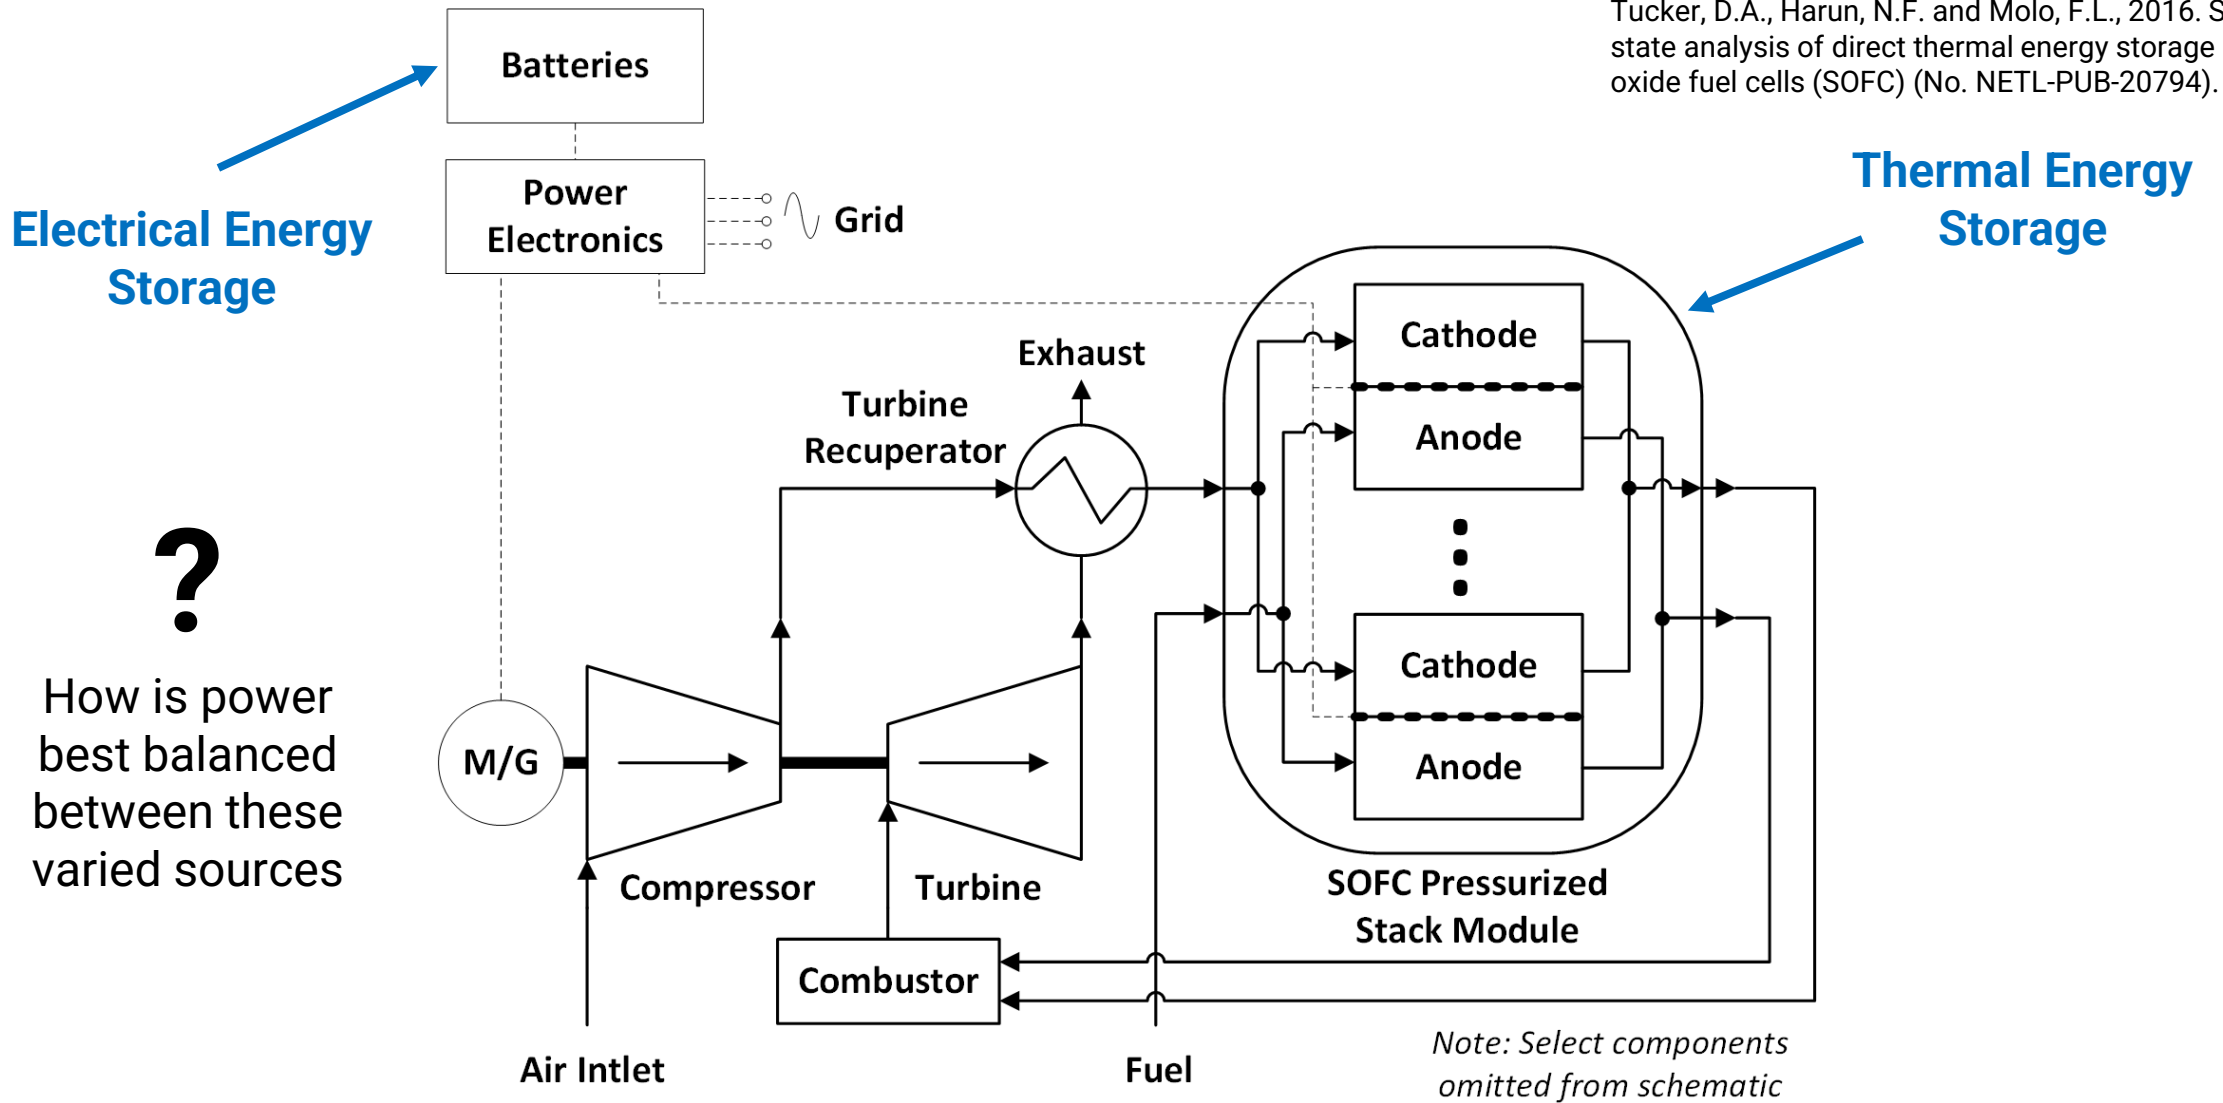 Tucker, D.A., Harun, N.F. and Molo, F.L., 2016. S
state analysis of direct thermal energy storage
oxide fuel cells (SOFC) (No. NETL-PUB-20794).
Batteries
Power
Electronics
Grid
Electrical Energy
Storage
Thermal Energy
Storage
Exhaust
Turbine
Recuperator
Cathode
Anode
Cathode
Anode
?
How is power
best balanced
between these
varied sources
M/G
Compressor
Turbine
SOFC Pressurized
Stack Module
Combustor
Air Intlet
Fuel
Note: Select components
omitted from schematic